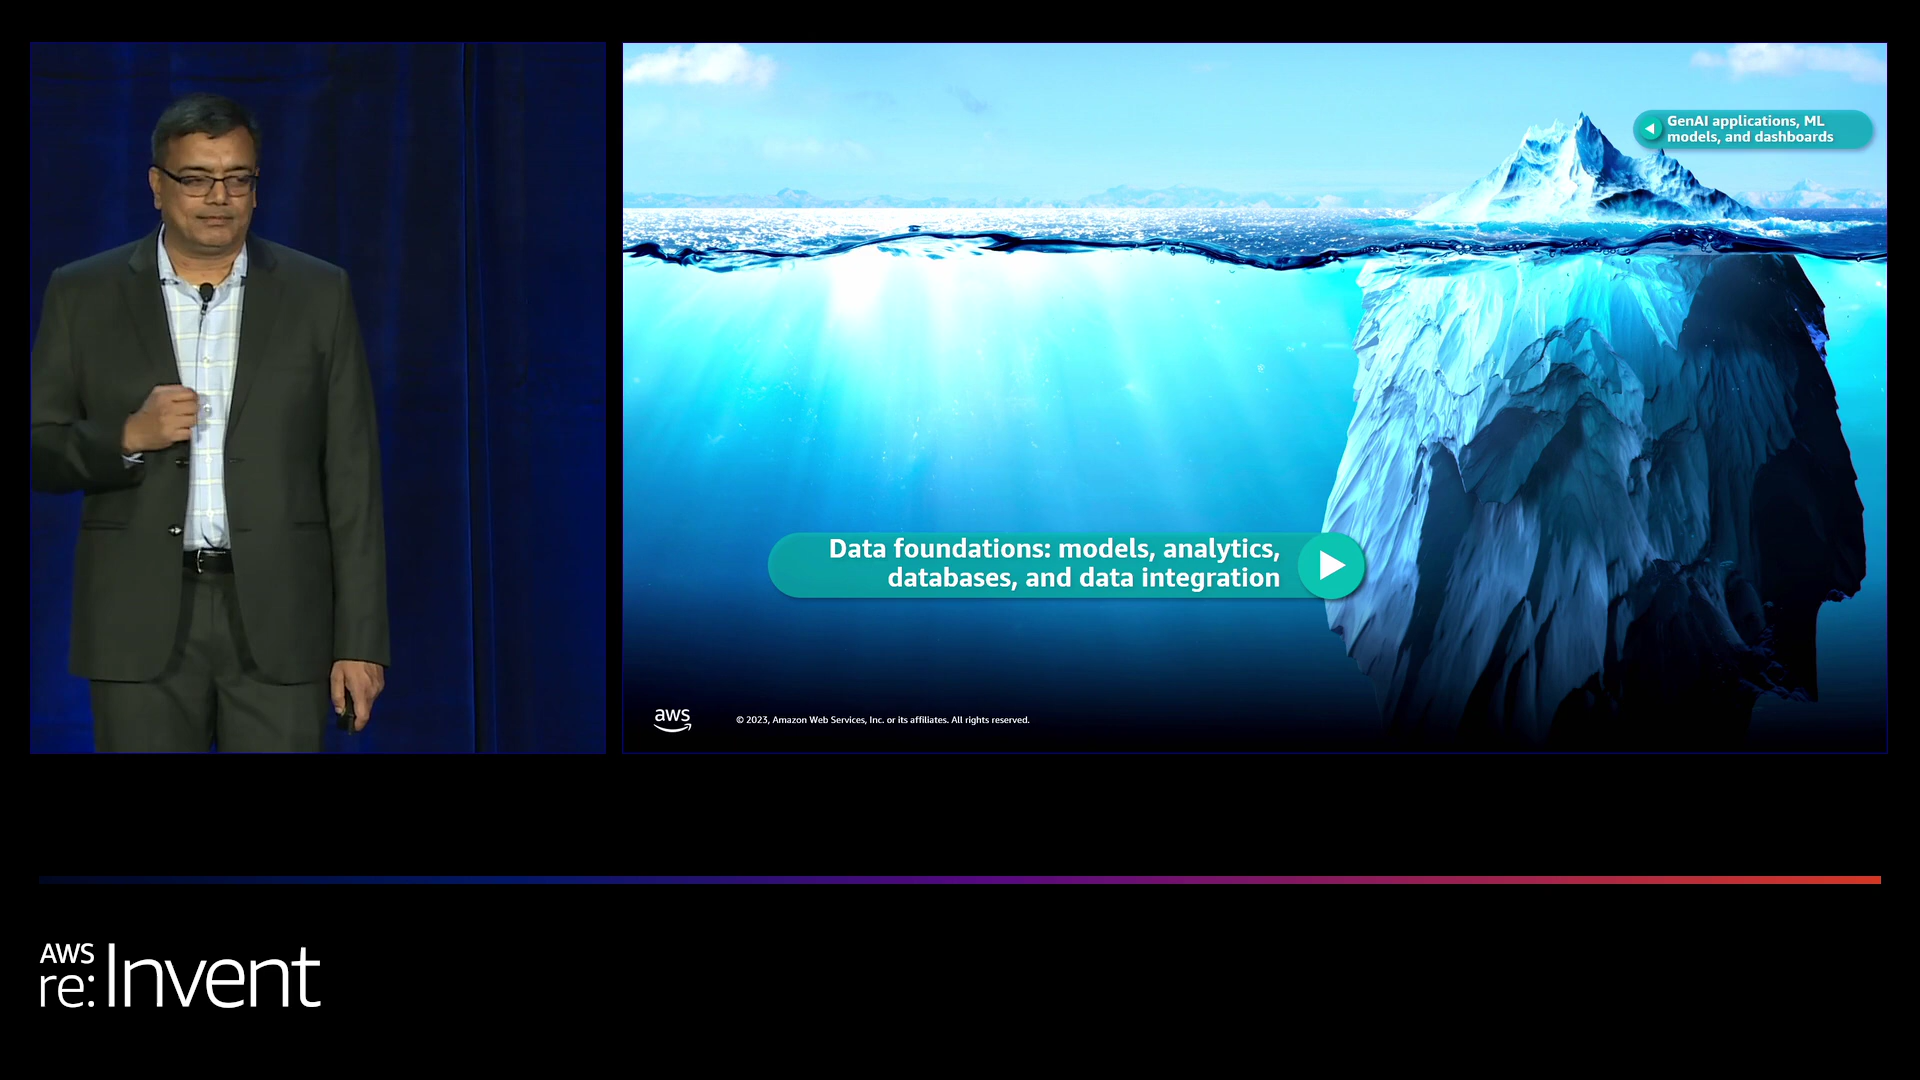 GenAI applications, ML
models, and dashboards
Data foundations: models, analytics,
databases, and data integration
aws
© 2023, Amazon Web Services, Inc. or its affiliates. All rights reserved.
AWS
re:Invent